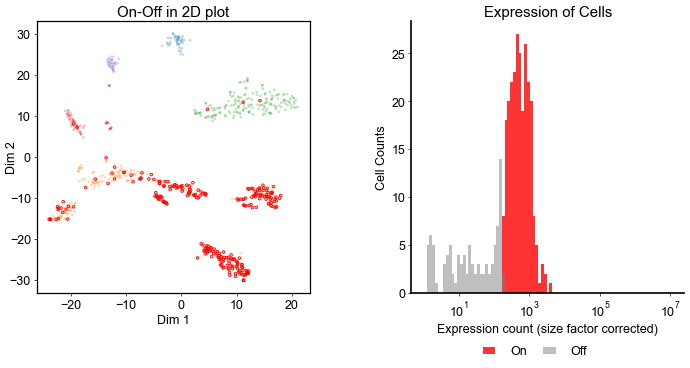 On-Off in 2D plot
30
20
10
0
−10
−20
−30
Dim 2
−20 −10 0 10 20
Dim 1
Expression of Cells
25
20
15
10
5
0
Cell Counts
10^1 10^3 10^5 10^7
Expression count (size factor corrected)
On Off